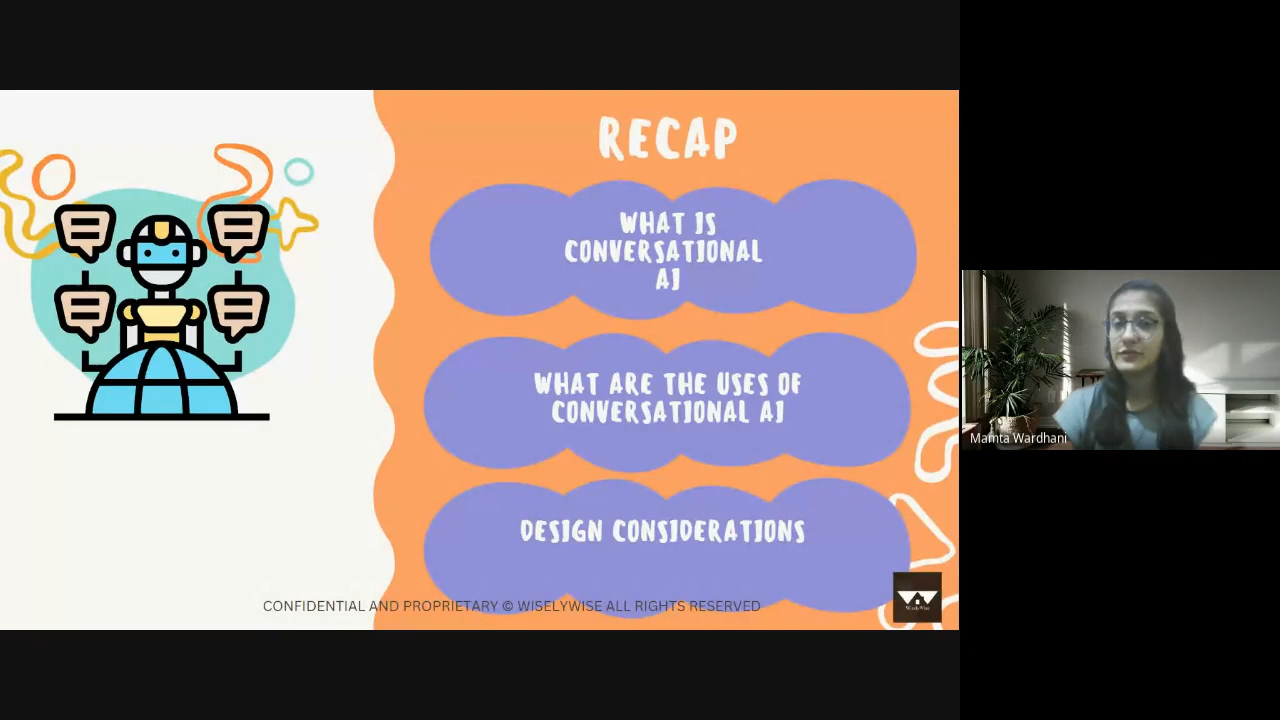 RECAP
WHAT IS
CONVERSATIONAL
AI
WHAT ARE THE USES OF
CONVERSATIONAL AI
DESIGN CONSIDERATIONS
CONFIDENTIAL AND PROPRIETARY © WISELYWISE ALL RIGHTS RESERVED
WiselyWise
Mamta Wardhani